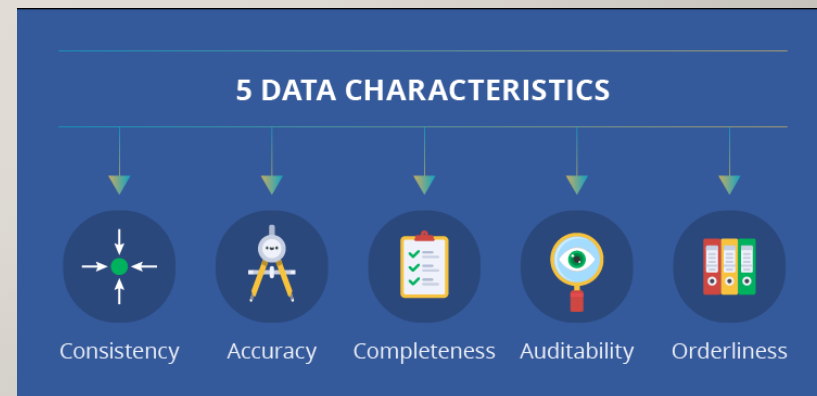 5 DATA CHARACTERISTICS
Consistency
Accuracy
Completeness
Auditability
Orderliness